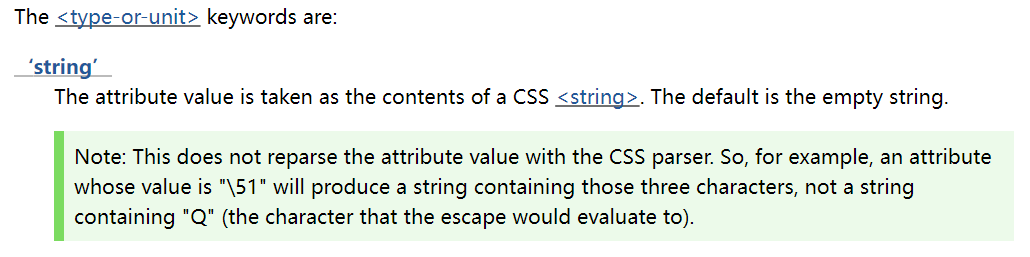 The <type-or-unit> keywords are:
‘string’
The attribute value is taken as the contents of a CSS <string>. The default is the empty string.
Note: This does not reparse the attribute value with the CSS parser. So, for example, an attribute
whose value is "\51" will produce a string containing those three characters, not a string
containing "Q" (the character that the escape would evaluate to).